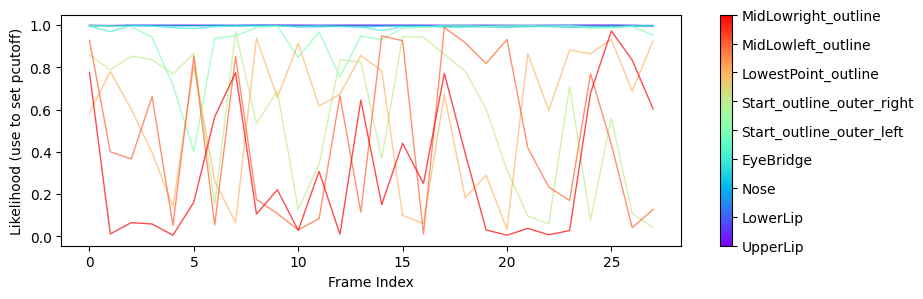 Likelihood (use to set pcutoff)
1.0
0.8
0.6
0.4
0.2
0.0
0
5
10
15
20
25
Frame Index
MidLowright_outline
MidLowleft_outline
LowestPoint_outline
Start_outline_outer_right
Start_outline_outer_left
EyeBridge
Nose
LowerLip
UpperLip